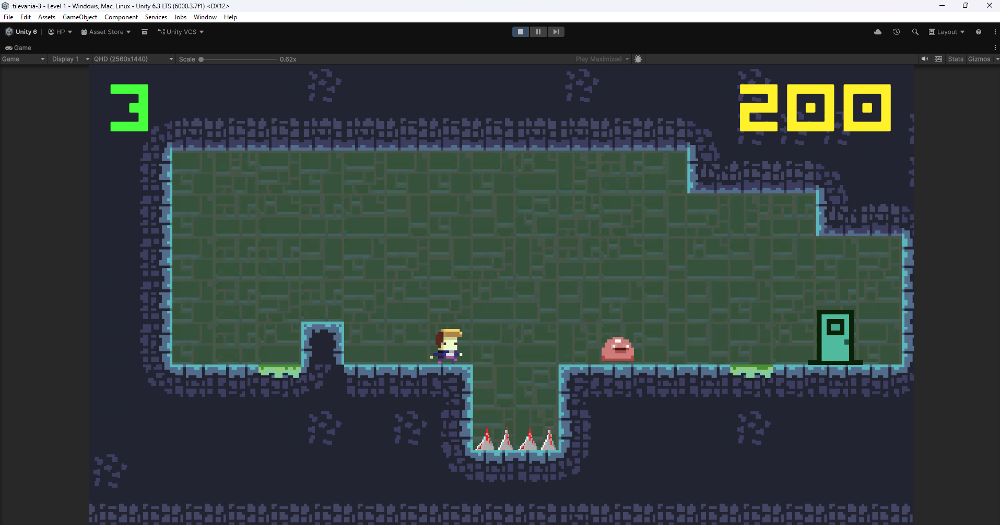 tilevania-3 - Level 1 - Windows, Mac, Linux - Unity 6.3 LTS (6000.3.7f1) <DX12>
File Edit Assets GameObject Component Services Jobs Window Help
Unity 6 HP Asset Store Unity VCS Layout
Game
Game Display 1 QHD (2560x1440) Scale 0.62x Play Maximized Stats Gizmos
3 200